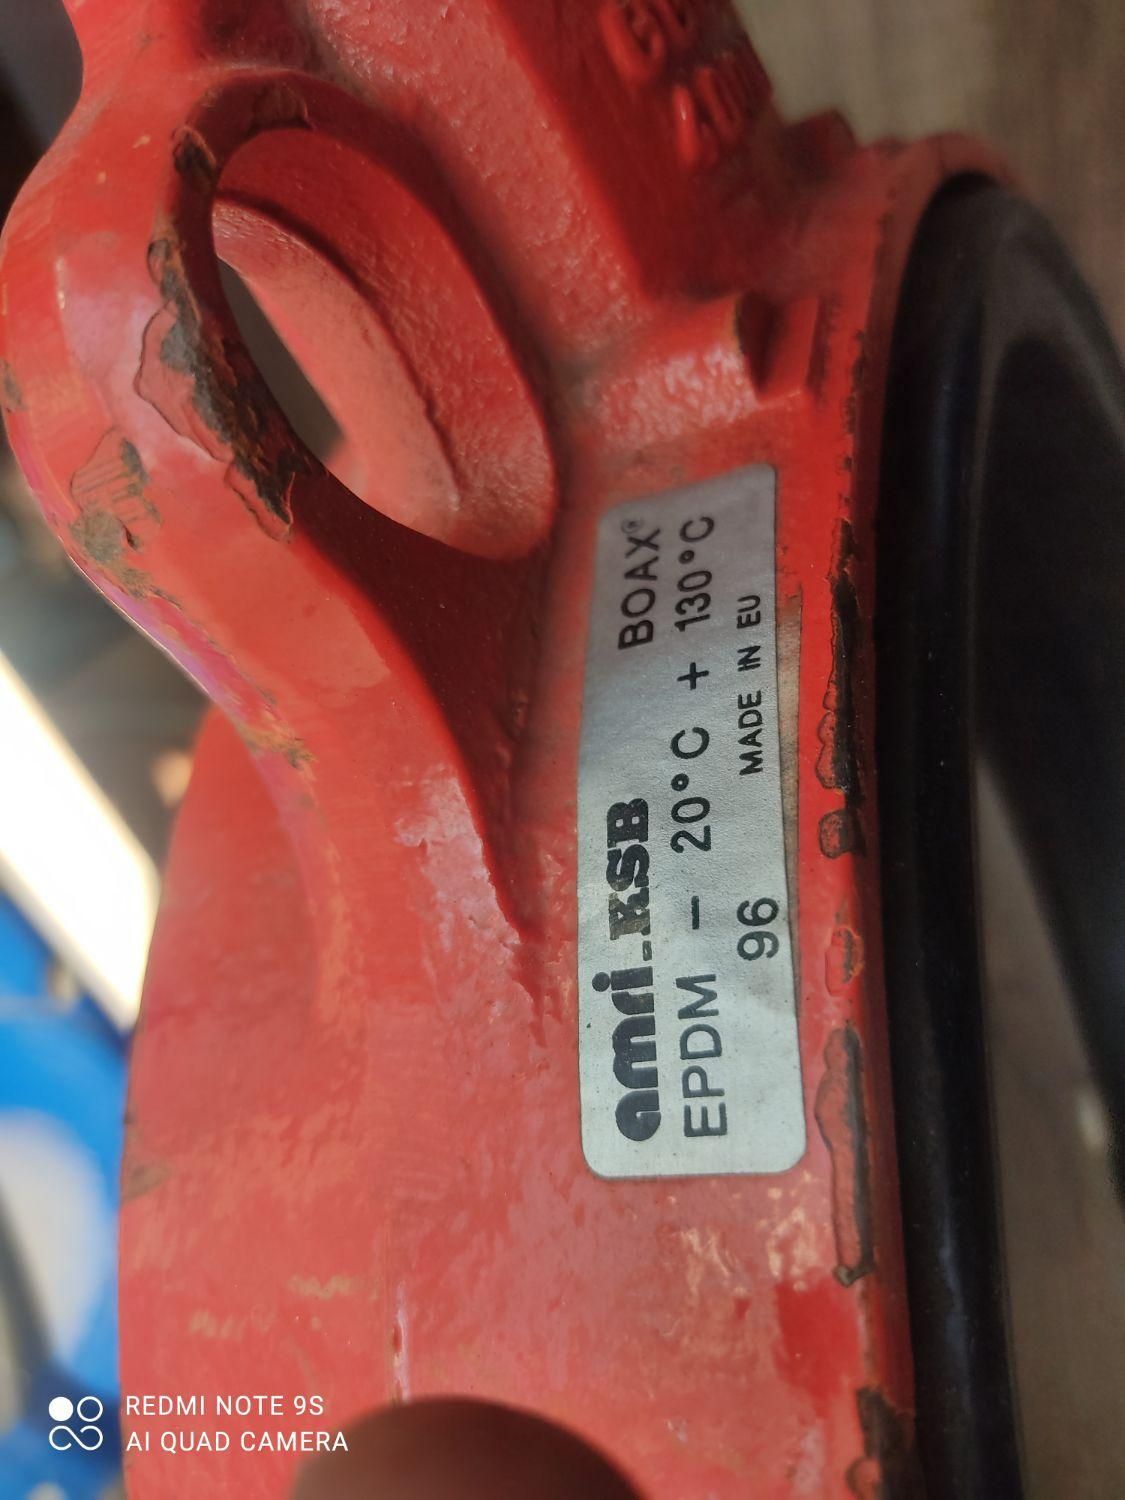 amri-KSB BOAX®
EPDM - 20°C + 130°C
96 MADE IN EU
REDMI NOTE 9S
AI QUAD CAMERA